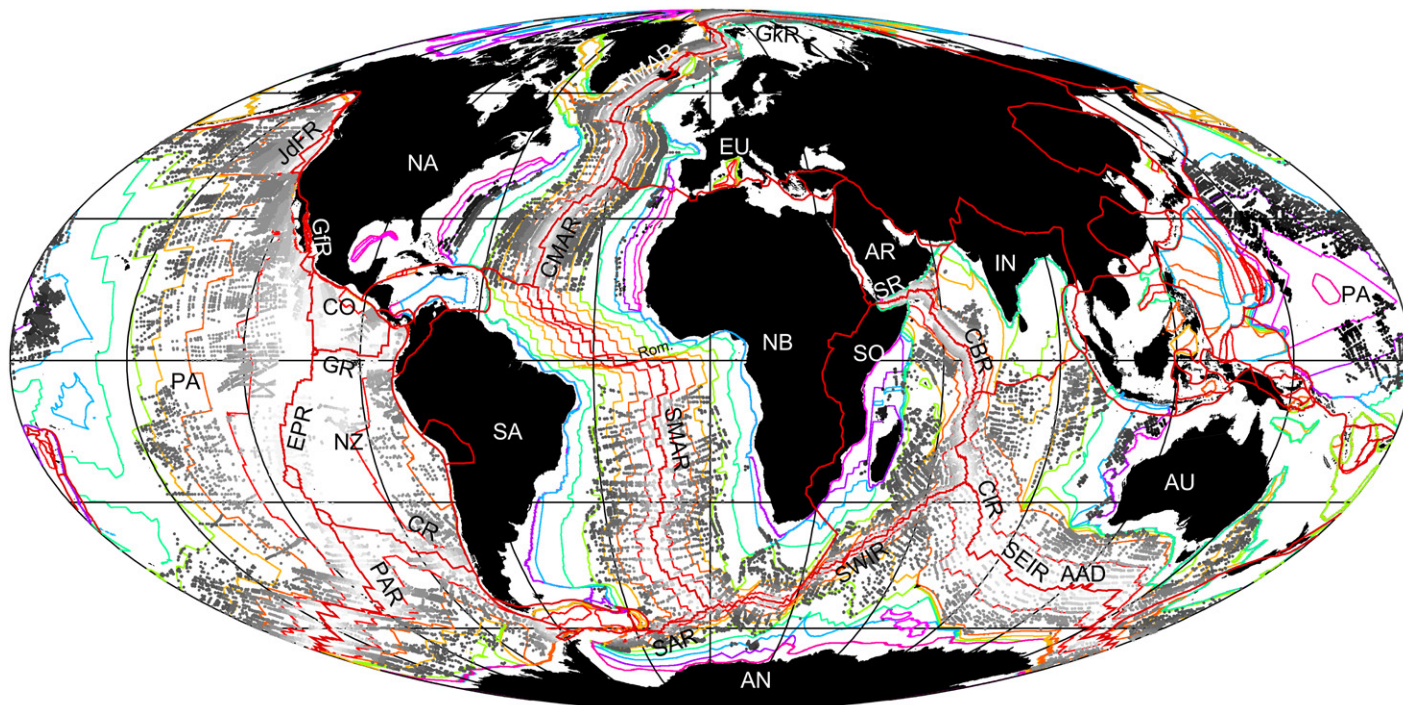 GkR
NMAR
JdFR
EU
NA
GfR
CMAR
AR
IN
SR
PA
CO
CBR
Rom.
NB
SO
GR
PA
EPR
SMAR
SA
NZ
AU
CIR
CR
SEIR
SWIR
AAD
PAR
SAR
AN